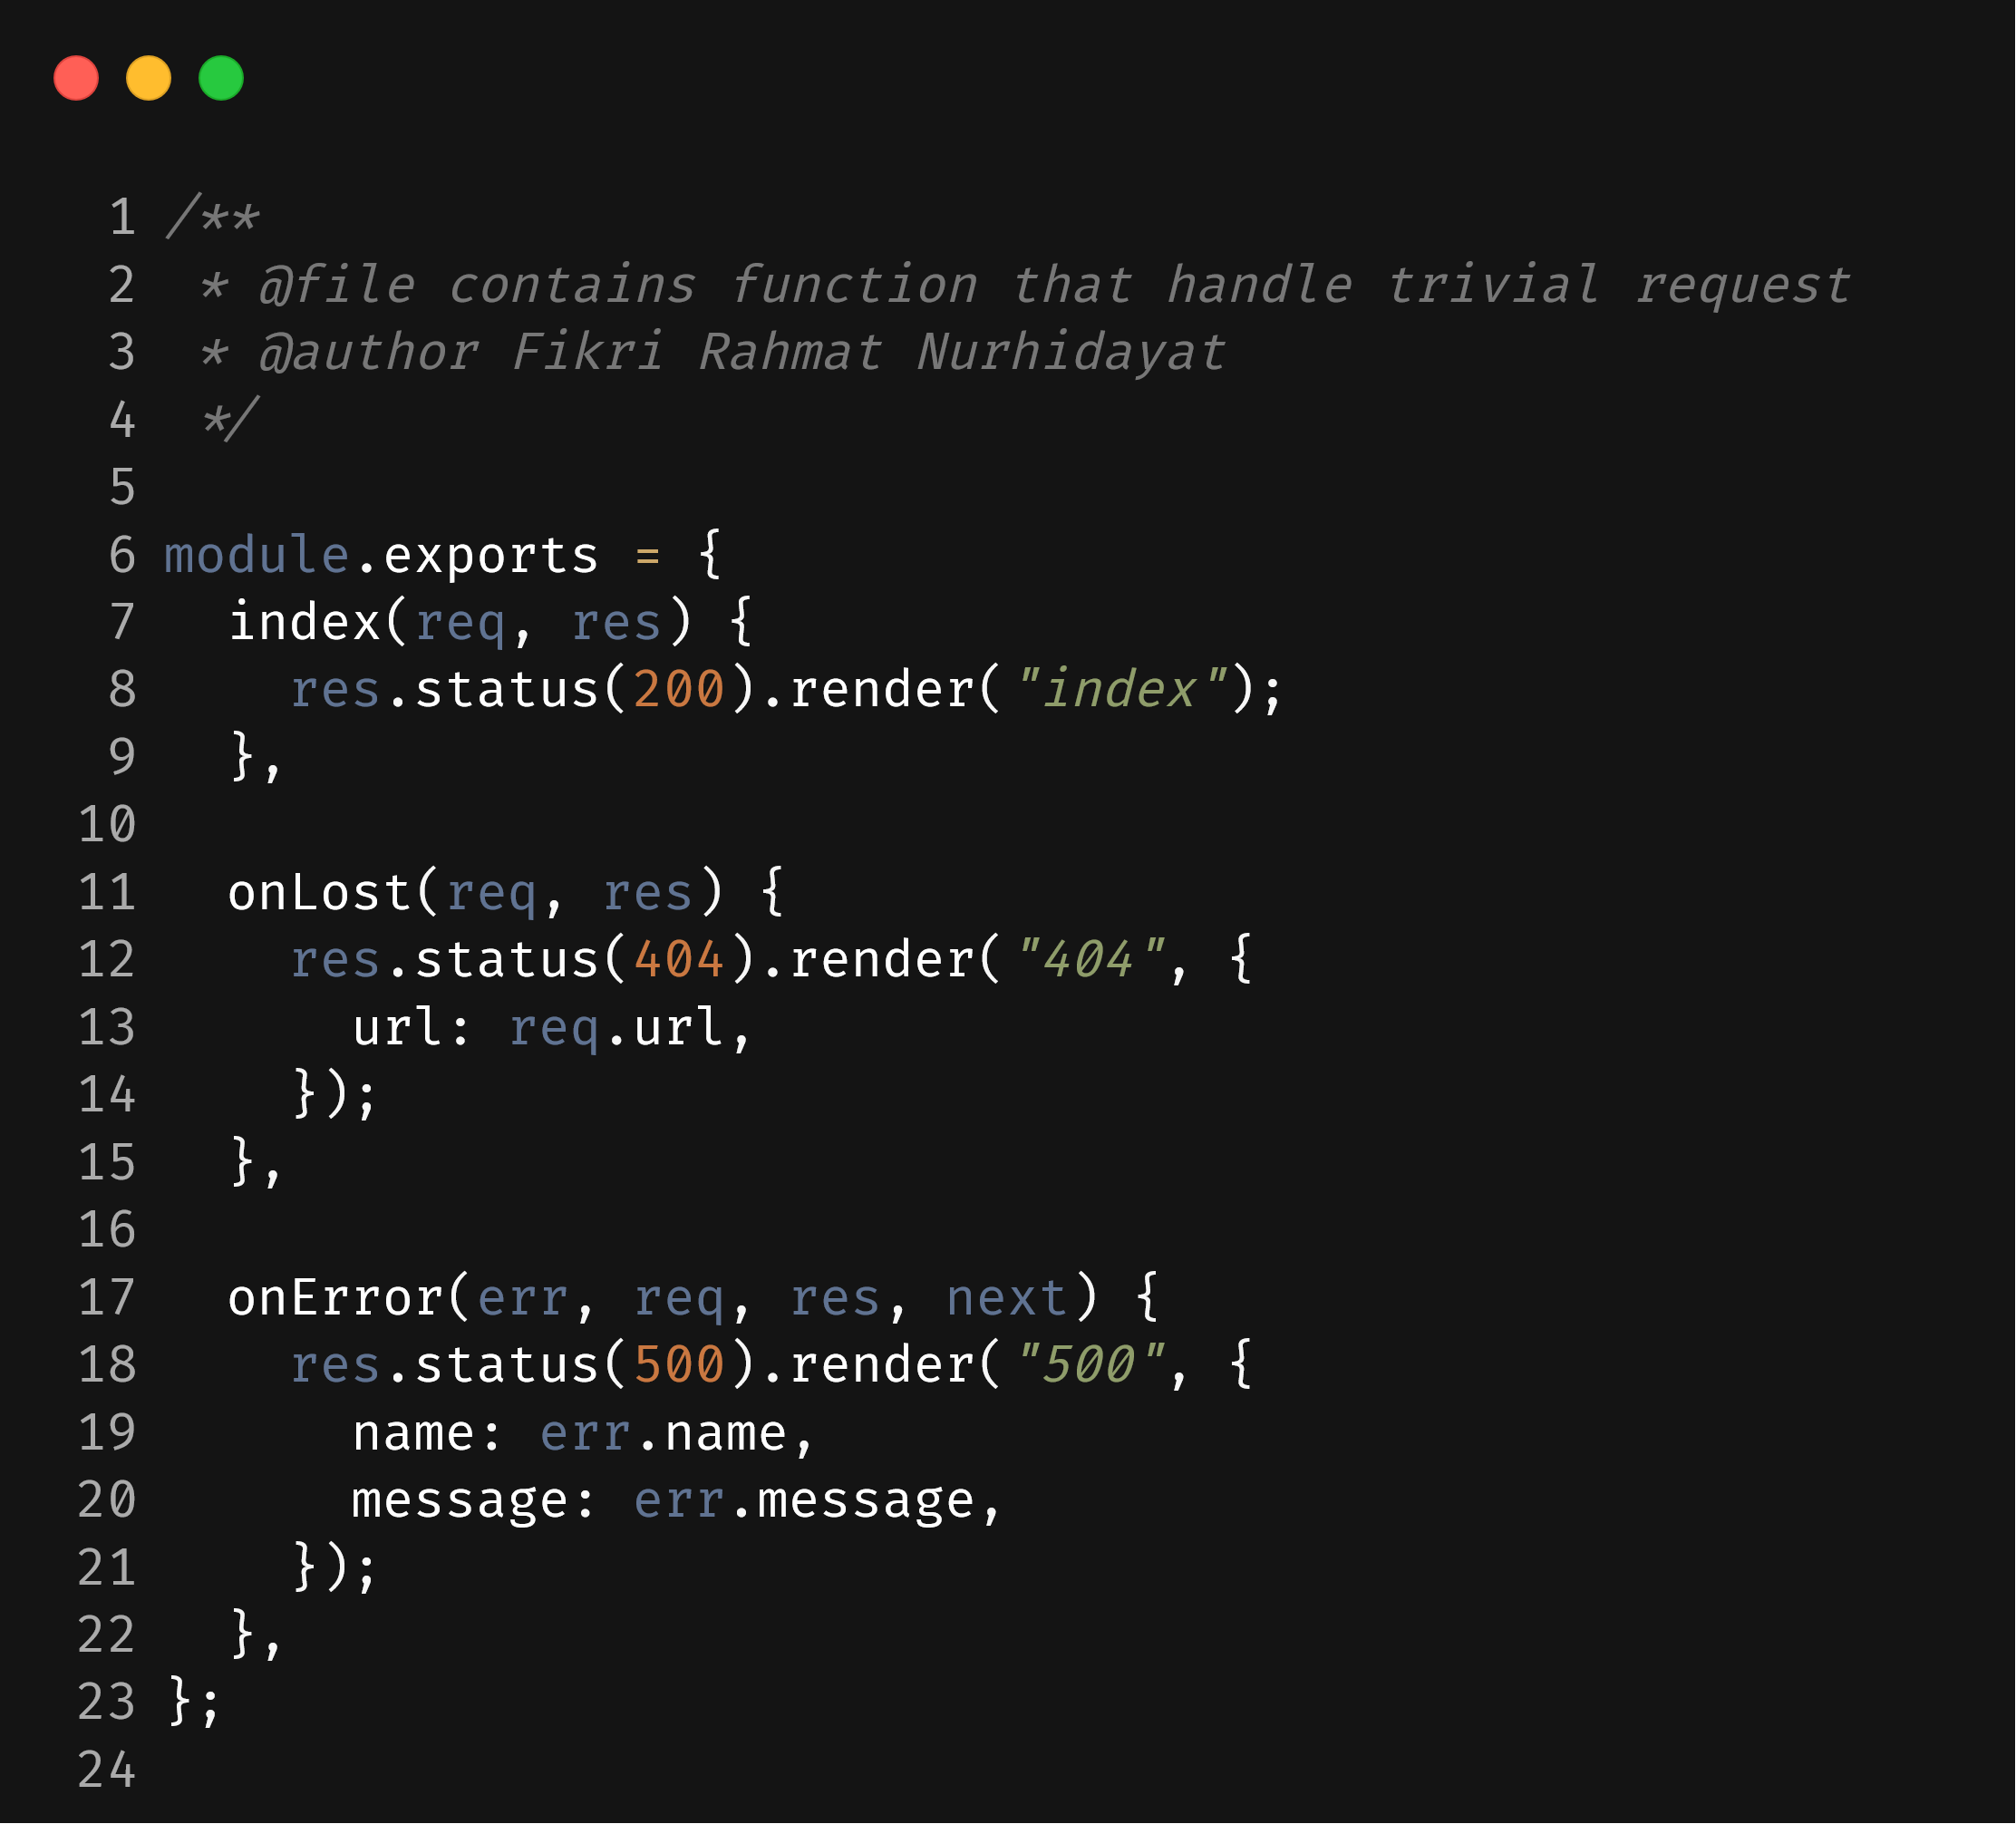 1 /**
2  * @file contains function that handle trivial request
3  * @author Fikri Rahmat Nurhidayat
4  */
5
6 module.exports = {
7   index(req, res) {
8     res.status(200).render("index");
9   },
10
11   onLost(req, res) {
12     res.status(404).render("404", {
13       url: req.url,
14     });
15   },
16
17   onError(err, req, res, next) {
18     res.status(500).render("500", {
19       name: err.name,
20       message: err.message,
21     });
22   },
23 };
24